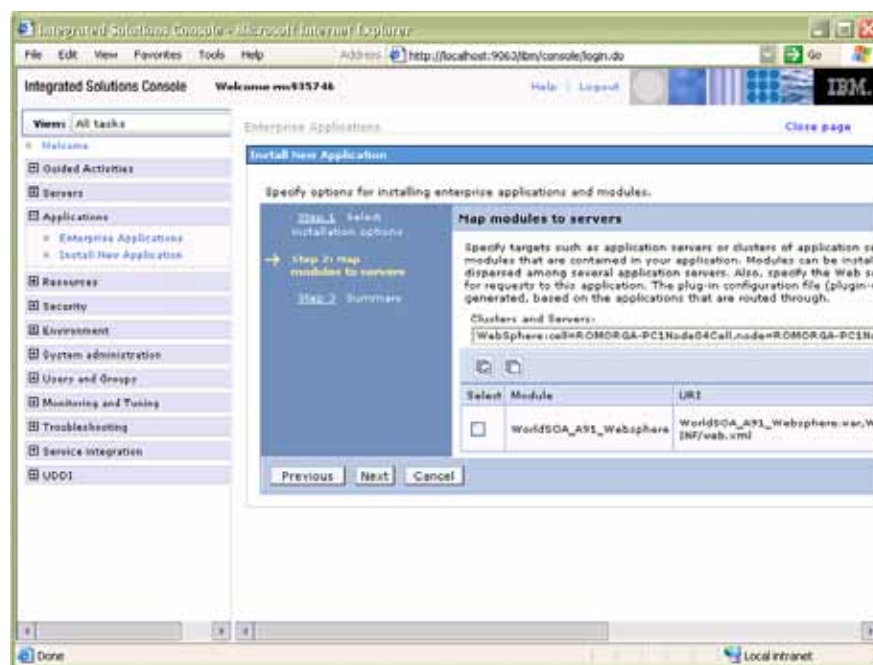 Integrated Solutions Console - Microsoft Internet Explorer
File Edit View Favorites Tools Help Address http://localhost:9063/ibm/console/login.do Go
Integrated Solutions Console Welcome Help | Logout IBM.
View: All tasks
Welcome
Guided Activities
Servers
Applications
Enterprise Applications
Install New Application
Resources
Security
Environment
System administration
Users and Groups
Monitoring and Tuning
Troubleshooting
Service integration
UDDI
Enterprise Applications Close page
Install New Application
Specify options for installing enterprise applications and modules.
Step 1 Select
installation options
Step 2: Map
modules to servers
Step 3 Summary
Map modules to servers
Specify targets such as application servers or clusters of application
modules that are contained in your application. Modules can be
dispersed among several application servers. Also, specify the Web
for requests to this application. The plug-in configuration file
generated, based on the applications that are routed through.
Clusters and Servers:
WebSphere:cell=ROMORGA-PC1Node04Cell,node=ROMORGA-PC1
Select Module URI
WorldSOA_A91_Websphere WorldSOA_A91_Websphere.war,W
INF/web.xml
Previous Next Cancel
Done Local intranet